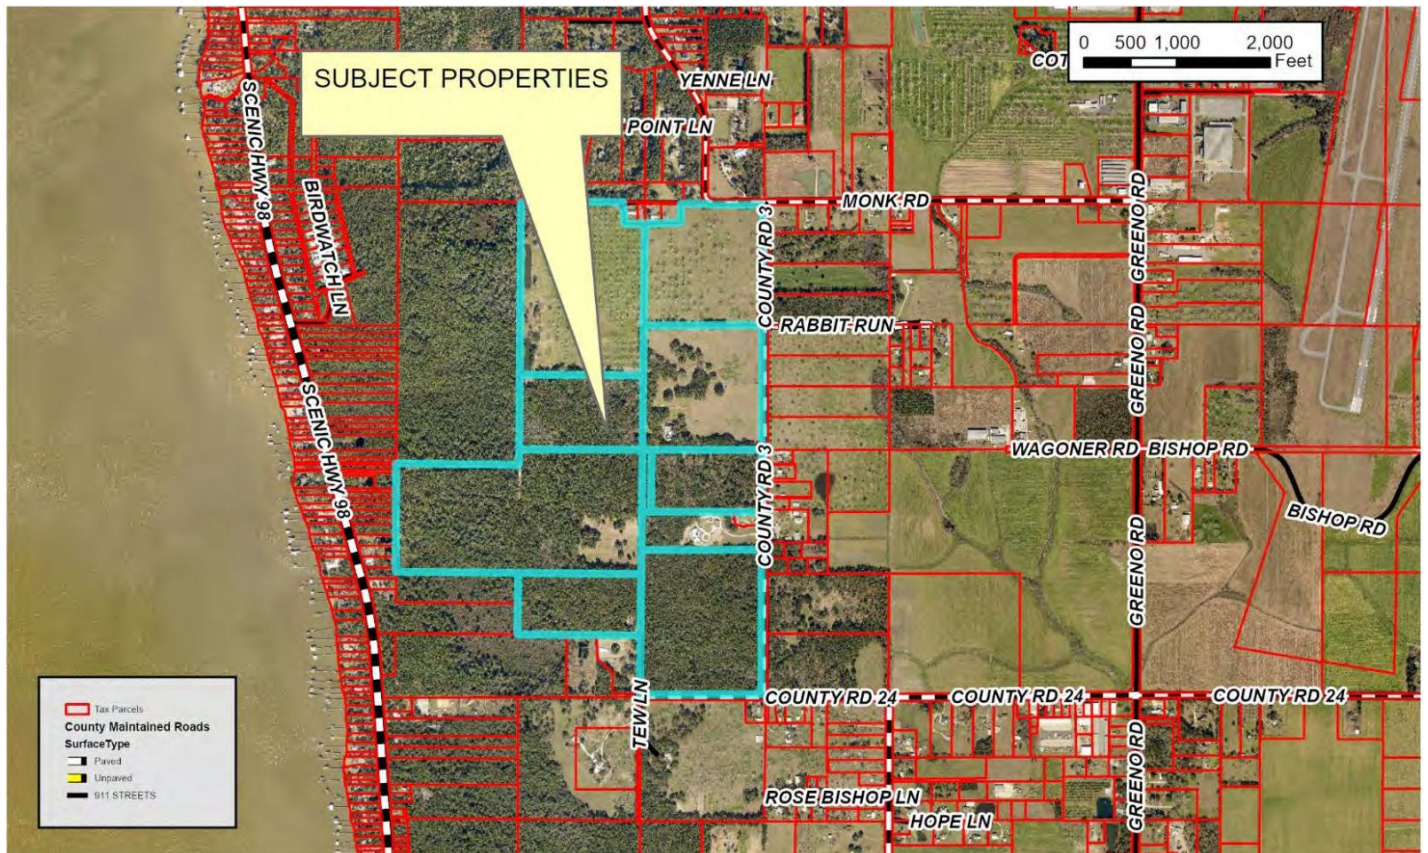 SUBJECT PROPERTIES
0 500 1,000 2,000
Feet
COT
YENNE LN
POINT LN
SCENIC HWY 98
BIRDWATCH LN
MONK RD
GREENO RD
COUNTY RD 3
RABBIT RUN
GREENO RD
SCENIC HWY 98
COUNTY RD 3
WAGONER RD
BISHOP RD
BISHOP RD
GREENO RD
TEW LN
COUNTY RD 24
COUNTY RD 24
COUNTY RD 24
GREENO RD
ROSE BISHOP LN
HOPE LN
Tax Parcels
County Maintained Roads
SurfaceType
Paved
Unpaved
911 STREETS